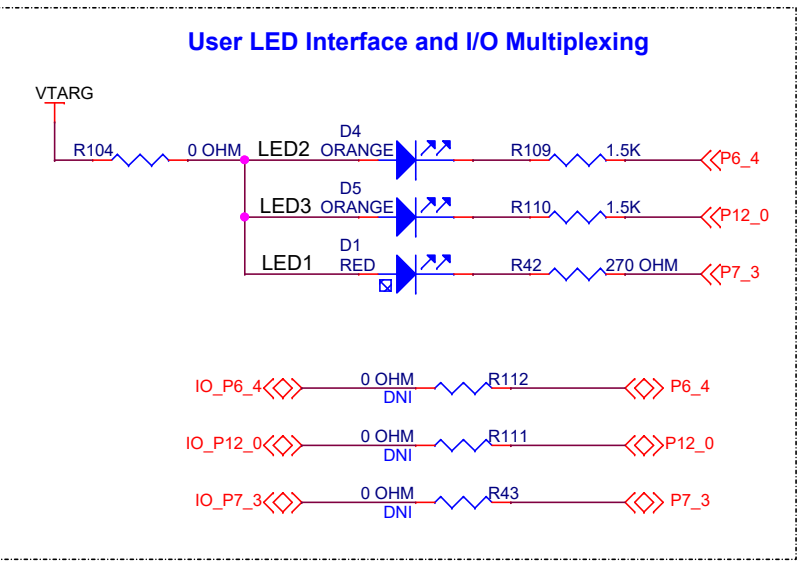 User LED Interface and I/O Multiplexing
VTARG
R104 0 OHM LED2 D4 ORANGE R109 1.5K P6_4
LED3 D5 ORANGE R110 1.5K P12_0
LED1 D1 RED R42 270 OHM P7_3
IO_P6_4 0 OHM DNI R112 P6_4
IO_P12_0 0 OHM DNI R111 P12_0
IO_P7_3 0 OHM DNI R43 P7_3